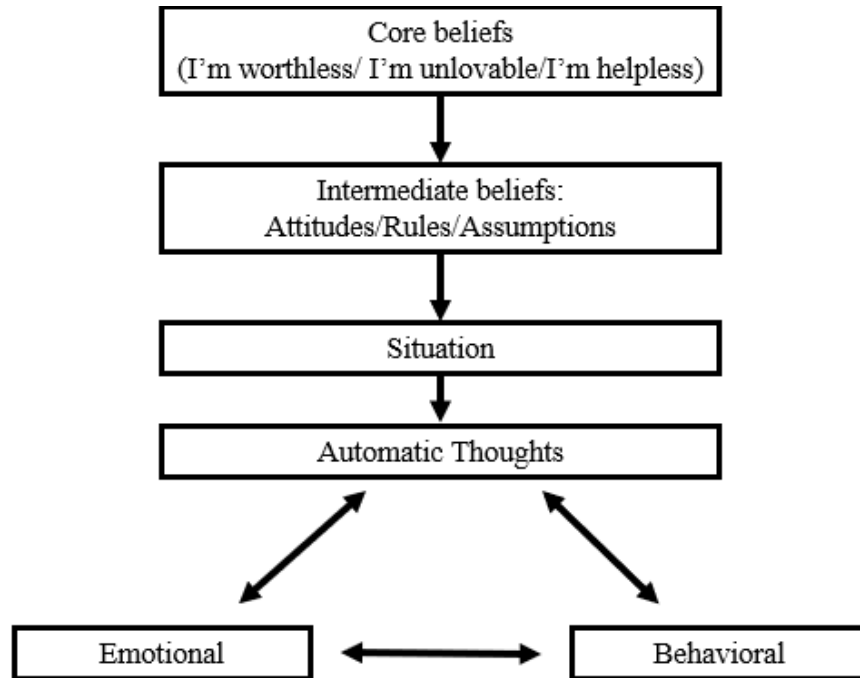 Core beliefs
(I'm worthless/ I'm unlovable/I'm helpless)
Intermediate beliefs:
Attitudes/Rules/Assumptions
Situation
Automatic Thoughts
Emotional
Behavioral